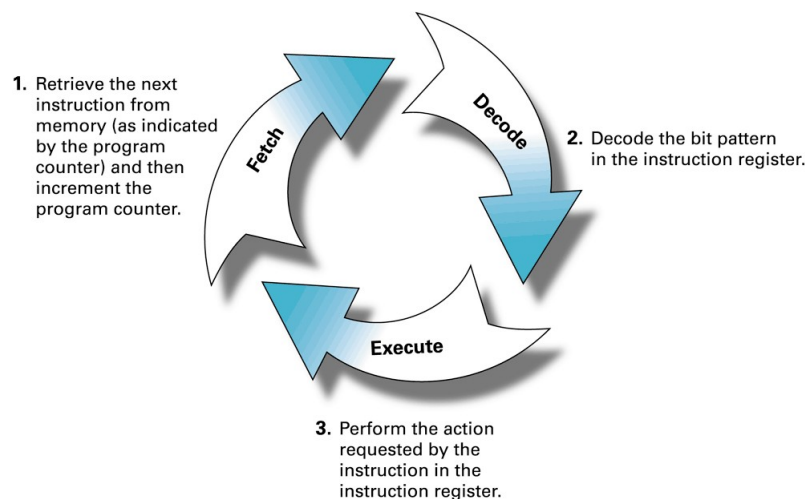 1. Retrieve the next
instruction from
memory (as indicated
by the program
counter) and then
increment the
program counter.
Fetch
Decode
2. Decode the bit pattern
in the instruction register.
Execute
3. Perform the action
requested by the
instruction in the
instruction register.